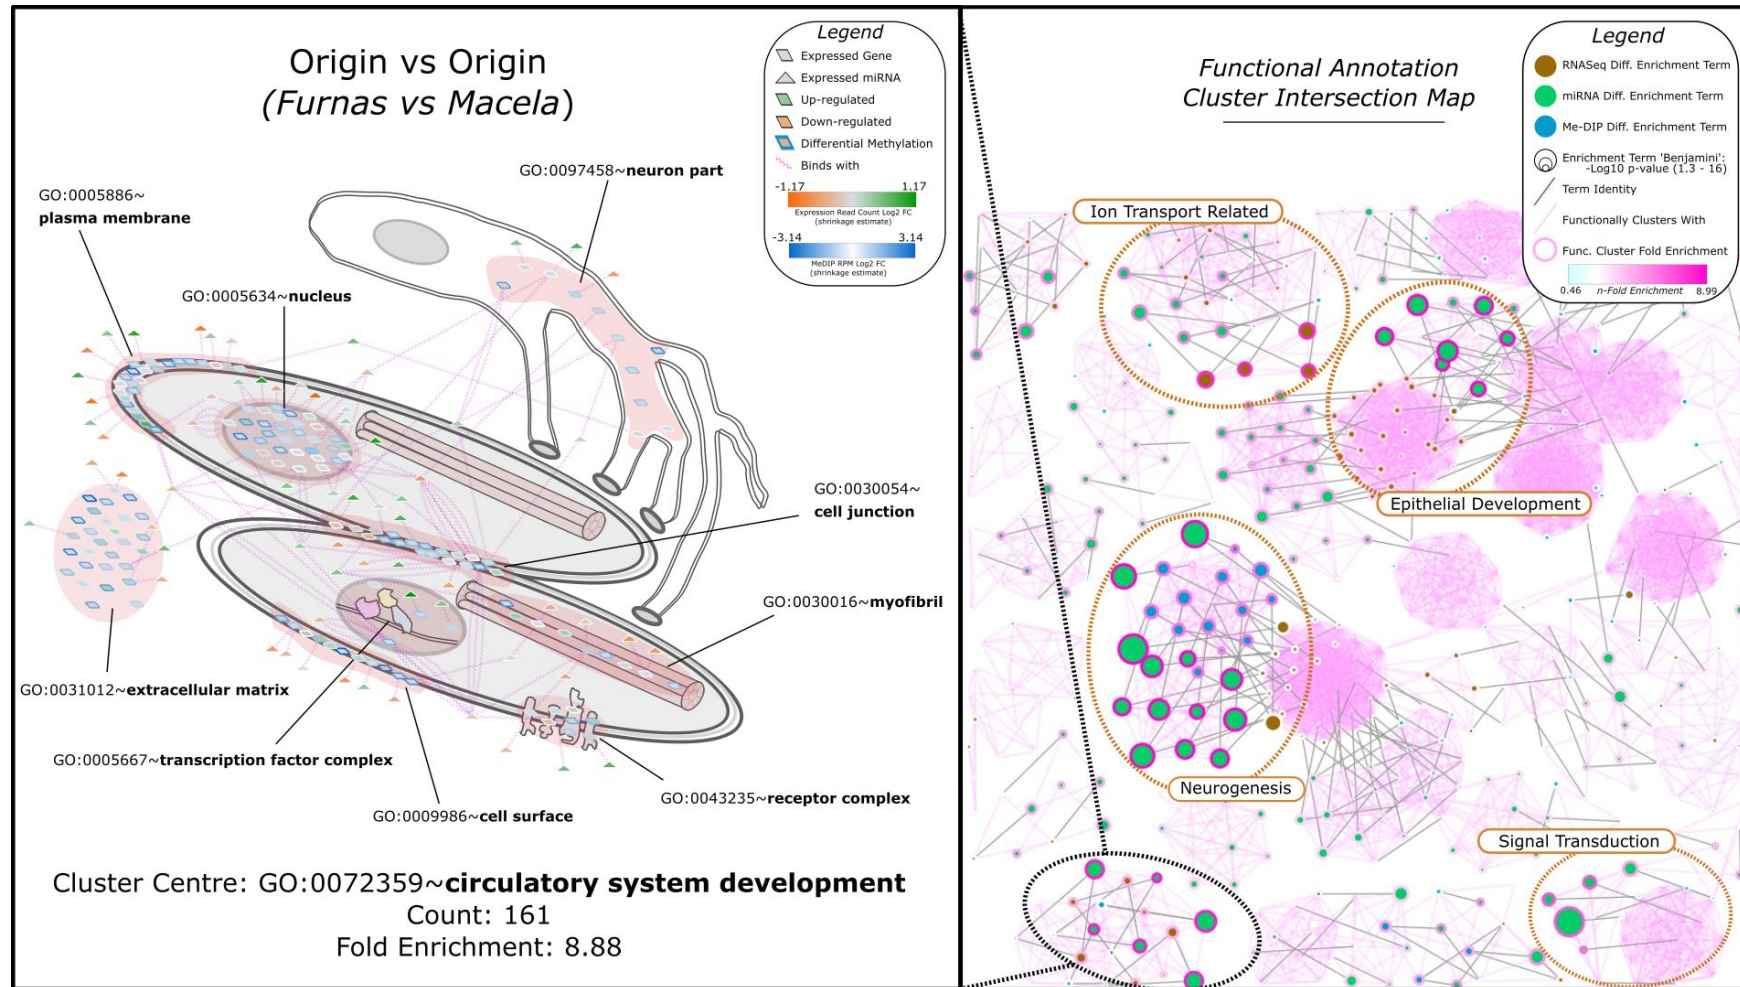 Origin vs Origin
(Furnas vs Macela)
Legend
Expressed Gene
Expressed miRNA
Up-regulated
Down-regulated
Differential Methylation
Binds with
-1.17 1.17
Expression Read Count Log2 FC
(shrinkage estimate)
-3.14 3.14
MeDIP RPM Log2 FC
(shrinkage estimate)
GO:0097458~neuron part
GO:0005886~
plasma membrane
GO:0005634~nucleus
GO:0030054~
cell junction
GO:0030016~myofibril
GO:0031012~extracellular matrix
GO:0005667~transcription factor complex
GO:0043235~receptor complex
GO:0009986~cell surface
Cluster Centre: GO:0072359~circulatory system development
Count: 161
Fold Enrichment: 8.88
Functional Annotation
Cluster Intersection Map
Legend
RNASeq Diff. Enrichment Term
miRNA Diff. Enrichment Term
Me-DIP Diff. Enrichment Term
Enrichment Term 'Benjamini':
-Log10 p-value (1.3 - 16)
Term Identity
Functionally Clusters With
Func. Cluster Fold Enrichment
0.46 n-Fold Enrichment 8.99
Ion Transport Related
Epithelial Development
Neurogenesis
Signal Transduction